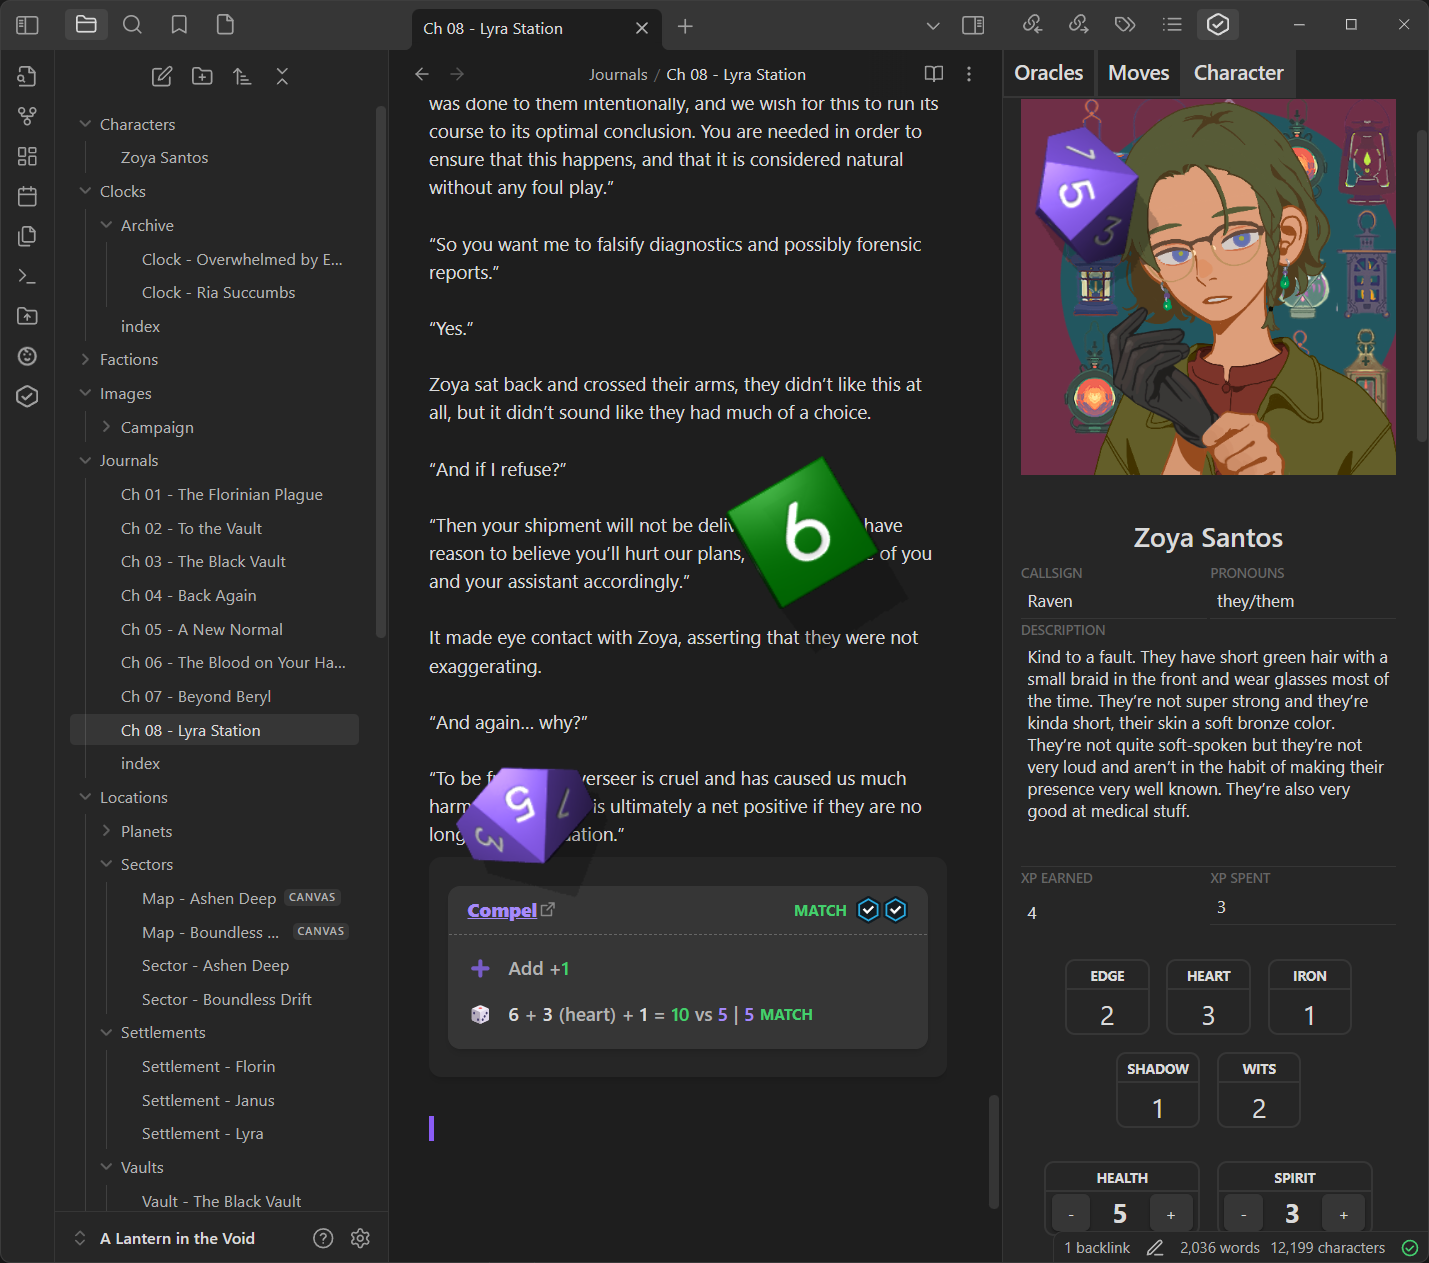 Ch 08 - Lyra Station
Characters
Zoya Santos
Clocks
Archive
Clock - Overwhelmed by E...
Clock - Ria Succumbs
index
Factions
Images
Campaign
Journals
Ch 01 - The Florinian Plague
Ch 02 - To the Vault
Ch 03 - The Black Vault
Ch 04 - Back Again
Ch 05 - A New Normal
Ch 06 - The Blood on Your Ha...
Ch 07 - Beyond Beryl
Ch 08 - Lyra Station
index
Locations
Planets
Sectors
Map - Ashen Deep CANVAS
Map - Boundless ... CANVAS
Sector - Ashen Deep
Sector - Boundless Drift
Settlements
Settlement - Florin
Settlement - Janus
Settlement - Lyra
Vaults
Vault - The Black Vault
A Lantern in the Void
Journals / Ch 08 - Lyra Station
was done to them intentionally, and we wish for this to run its
course to its optimal conclusion. You are needed in order to
ensure that this happens, and that it is considered natural
without any foul play.”
“So you want me to falsify diagnostics and possibly forensic
reports.”
“Yes.”
Zoya sat back and crossed their arms, they didn’t like this at
all, but it didn’t sound like they had much of a choice.
“And if I refuse?”
“Then your shipment will not be have
reason to believe you’ll hurt our plans, of you
and your assistant accordingly.”
6
It made eye contact with Zoya, asserting that they were not
exaggerating.
“And again... why?”
“To be is cruel and has caused us much
is ultimately a net positive if they are no
5 1 3
Compel MATCH
Add +1
6 + 3 (heart) + 1 = 10 vs 5 | 5 MATCH
Oracles Moves Character
1 5 3
Zoya Santos
CALLSIGN PRONOUNS
Raven they/them
DESCRIPTION
Kind to a fault. They have short green hair with a
small braid in the front and wear glasses most of
the time. They’re not super strong and they’re
kinda short, their skin a soft bronze color.
They’re not quite soft-spoken but they’re not
very loud and aren’t in the habit of making their
presence very well known. They’re also very
good at medical stuff.
XP EARNED XP SPENT
4 3
EDGE HEART IRON
2 3 1
SHADOW WITS
1 2
HEALTH SPIRIT
- 5 + - 3 +
1 backlink 2,036 words 12,199 characters